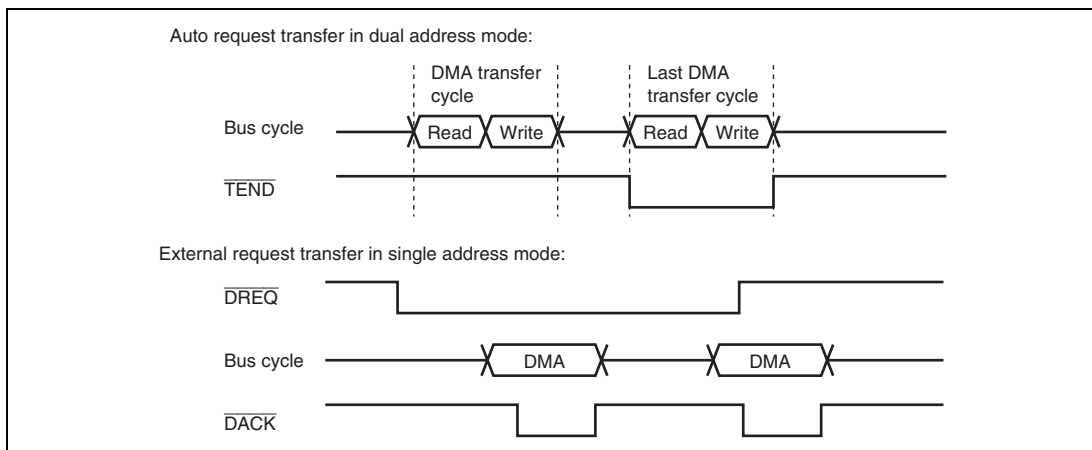 Auto request transfer in dual address mode:
DMA transfer
cycle
Last DMA
transfer cycle
Bus cycle
Read
Write
Read
Write
TEND
External request transfer in single address mode:
DREQ
Bus cycle
DMA
DMA
DACK